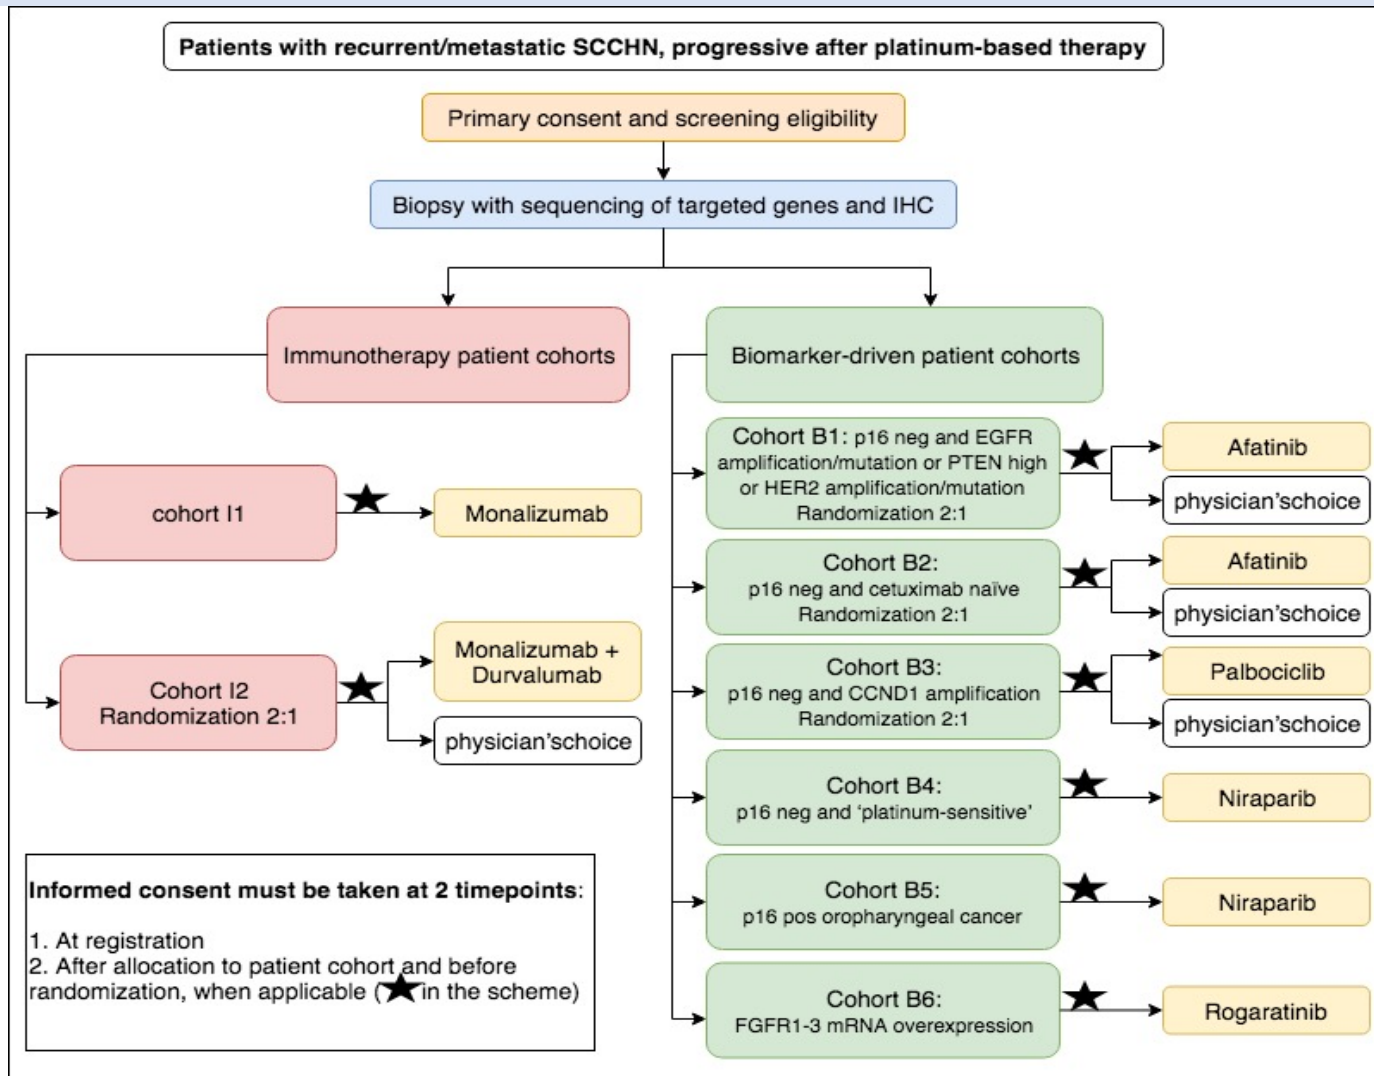 Patients with recurrent/metastatic SCCHN, progressive after platinum-based therapy
Primary consent and screening eligibility
Biopsy with sequencing of targeted genes and IHC
Immunotherapy patient cohorts
cohort I1
Monalizumab
Cohort I2
Randomization 2:1
Monalizumab +
Durvalumab
physician'schoice
Biomarker-driven patient cohorts
Cohort B1: p16 neg and EGFR
amplification/mutation or PTEN high
or HER2 amplification/mutation
Randomization 2:1
Afatinib
physician'schoice
Cohort B2:
p16 neg and cetuximab naïve
Randomization 2:1
Afatinib
physician'schoice
Cohort B3:
p16 neg and CCND1 amplification
Randomization 2:1
Palbociclib
physician'schoice
Cohort B4:
p16 neg and ‘platinum-sensitive’
Niraparib
Cohort B5:
p16 pos oropharyngeal cancer
Niraparib
Cohort B6:
FGFR1-3 mRNA overexpression
Rogaratinib
Informed consent must be taken at 2 timepoints:
1. At registration
2. After allocation to patient cohort and before
randomization, when applicable (★in the scheme)